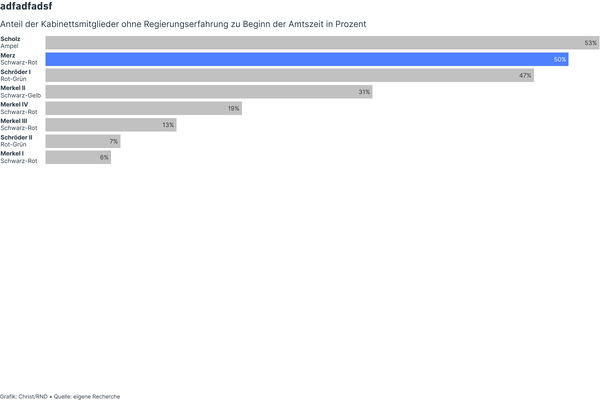 adfadfadsf
Anteil der Kabinettsmitglieder ohne Regierungserfahrung zu Beginn der Amtszeit in Prozent
Scholz
Ampel
53%
Merz
Schwarz-Rot
50%
Schröder I
Rot-Grün
47%
Merkel II
Schwarz-Gelb
31%
Merkel IV
Schwarz-Rot
19%
Merkel III
Schwarz-Rot
13%
Schröder II
Rot-Grün
7%
Merkel I
Schwarz-Rot
6%
Grafik: Christ/RND • Quelle: eigene Recherche